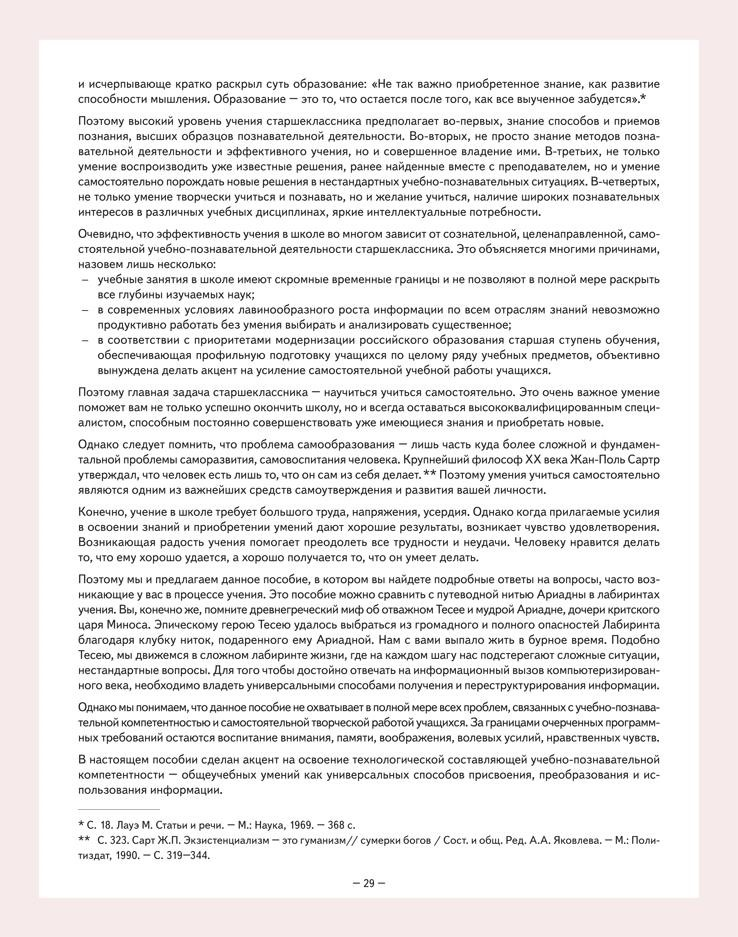 и исчерпывающе кратко раскрыл суть образование: «Не так важно приобретенное знание, как развитие
способности мышления. Образование — это то, что остается после того, как все выученное забудется».*
Поэтому высокий уровень учения старшеклассника предполагает во-первых, знание способов и приемов
познания, высших образцов познавательной деятельности. Во-вторых, не просто знание методов позна-
вательной деятельности и эффективного учения, но и совершенное владение ими. В-третьих, не только
умение воспроизводить уже известные решения, ранее найденные вместе с преподавателем, но и умение
самостоятельно порождать новые решения в нестандартных учебно-познавательных ситуациях. В-четвертых,
не только умение творчески учиться и познавать, но и желание учиться, наличие широких познавательных
интересов в различных учебных дисциплинах, яркие интеллектуальные потребности.
Очевидно, что эффективность учения в школе во многом зависит от сознательной, целенаправленной, само-
стоятельной учебно-познавательной деятельности старшеклассника. Это объясняется многими причинами,
назовем лишь несколько:
– учебные занятия в школе имеют скромные временные границы и не позволяют в полной мере раскрыть
все глубины изучаемых наук;
– в современных условиях лавинообразного роста информации по всем отраслям знаний невозможно
продуктивно работать без умения выбирать и анализировать существенное;
– в соответствии с приоритетами модернизации российского образования старшая ступень обучения,
обеспечивающая профильную подготовку учащихся по целому ряду учебных предметов, объективно
вынуждена делать акцент на усиление самостоятельной учебной работы учащихся.
Поэтому главная задача старшеклассника — научиться учиться самостоятельно. Это очень важное умение
поможет вам не только успешно окончить школу, но и всегда оставаться высококвалифицированным специ-
алистом, способным постоянно совершенствовать уже имеющиеся знания и приобретать новые.
Однако следует помнить, что проблема самообразования — лишь часть куда более сложной и фундамен-
тальной проблемы саморазвития, самовоспитания человека. Крупнейший философ XX века Жан-Поль Сартр
утверждал, что человек есть лишь то, что он сам из себя делает.** Поэтому умения учиться самостоятельно
являются одним из важнейших средств самоутверждения и развития вашей личности.
Конечно, учение в школе требует большого труда, напряжения, усердия. Однако когда прилагаемые усилия
в освоении знаний и приобретении умений дают хорошие результаты, возникает чувство удовлетворения.
Возникающая радость учения помогает преодолеть все трудности и неудачи. Человеку нравится делать
то, что ему хорошо удается, а хорошо получается то, что он умеет делать.
Поэтому мы и предлагаем данное пособие, в котором вы найдете подробные ответы на вопросы, часто воз-
никающие у вас в процессе учения. Это пособие можно сравнить с путеводной нитью Ариадны в лабиринтах
учения. Вы, конечно же, помните древнегреческий миф об отважном Тесее и мудрой Ариадне, дочери критского
царя Миноса. Эпическому герою Тесею удалось выбраться из громадного и полного опасностей Лабиринта
благодаря клубку ниток, подаренного ему Ариадной. Нам с вами выпало жить в бурное время. Подобно
Тесею, мы движемся в сложном лабиринте жизни, где на каждом шагу нас подстерегают сложные ситуации,
нестандартные вопросы. Для того чтобы достойно отвечать на информационный вызов компьютеризирован-
ного века, необходимо владеть универсальными способами получения и переструктурирования информации.
Однако мы понимаем, что данное пособие не охватывает в полной мере всех проблем, связанных с учебно-познава-
тельной компетентностью и самостоятельной творческой работой учащихся. За границами очерченных программ-
ных требований остаются воспитание внимания, памяти, воображения, волевых усилий, нравственных чувств.
В настоящем пособии сделан акцент на освоение технологической составляющей учебно-познавательной
компетентности — общеучебных умений как универсальных способов присвоения, преобразования и ис-
пользования информации.
* С. 18. Лауэ М. Статьи и речи. — М.: Наука, 1969. — 368 с.
** С. 323. Сарт Ж.П. Экзистенциализм — это гуманизм// сумерки богов / Сост. и общ. Ред. А.А. Яковлева. — М.: Поли-
тиздат, 1990. — С. 319—344.
— 29 —